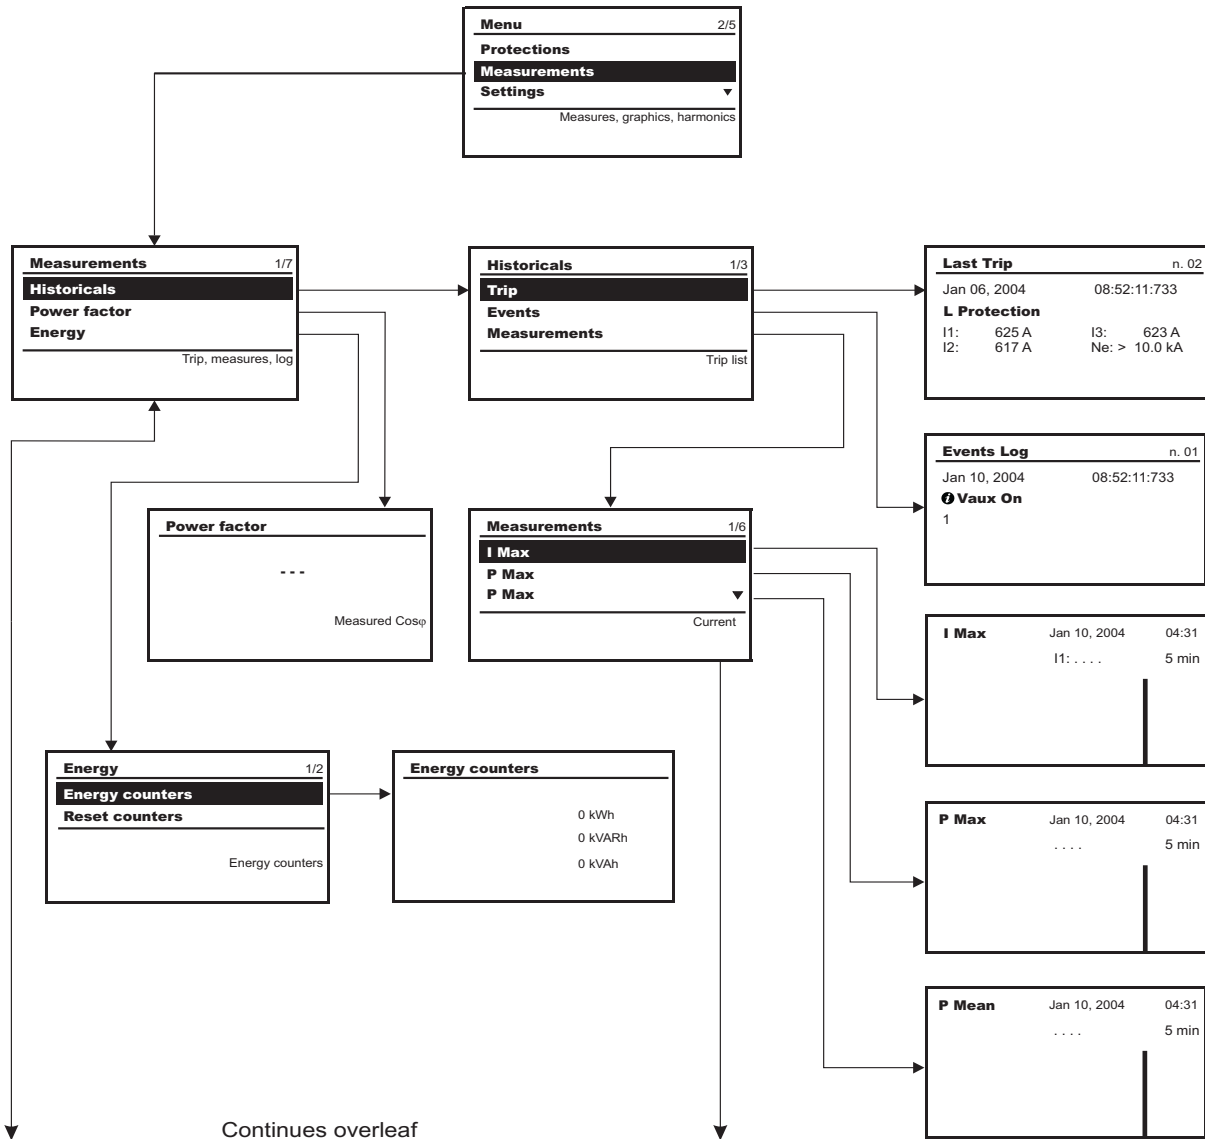 Menu 2/5
Protections
Measurements
Settings
Measures, graphics, harmonics
Measurements 1/7
Historicals
Power factor
Energy
Trip, measures, log
Historicals 1/3
Trip
Events
Measurements
Trip list
Last Trip n. 02
Jan 06, 2004 08:52:11:733
L Protection
I1: 625 A I3: 623 A
I2: 617 A Ne: > 10.0 kA
Events Log n. 01
Jan 10, 2004 08:52:11:733
i Vaux On
1
Power factor
- - -
Measured Cosφ
Measurements 1/6
I Max
P Max
P Max
Current
I Max Jan 10, 2004 04:31
I1: . . . . 5 min
Energy 1/2
Energy counters
Reset counters
Energy counters
Energy counters
0 kWh
0 kVARh
0 kVAh
P Max Jan 10, 2004 04:31
. . . . 5 min
P Mean Jan 10, 2004 04:31
. . . . 5 min
Continues overleaf